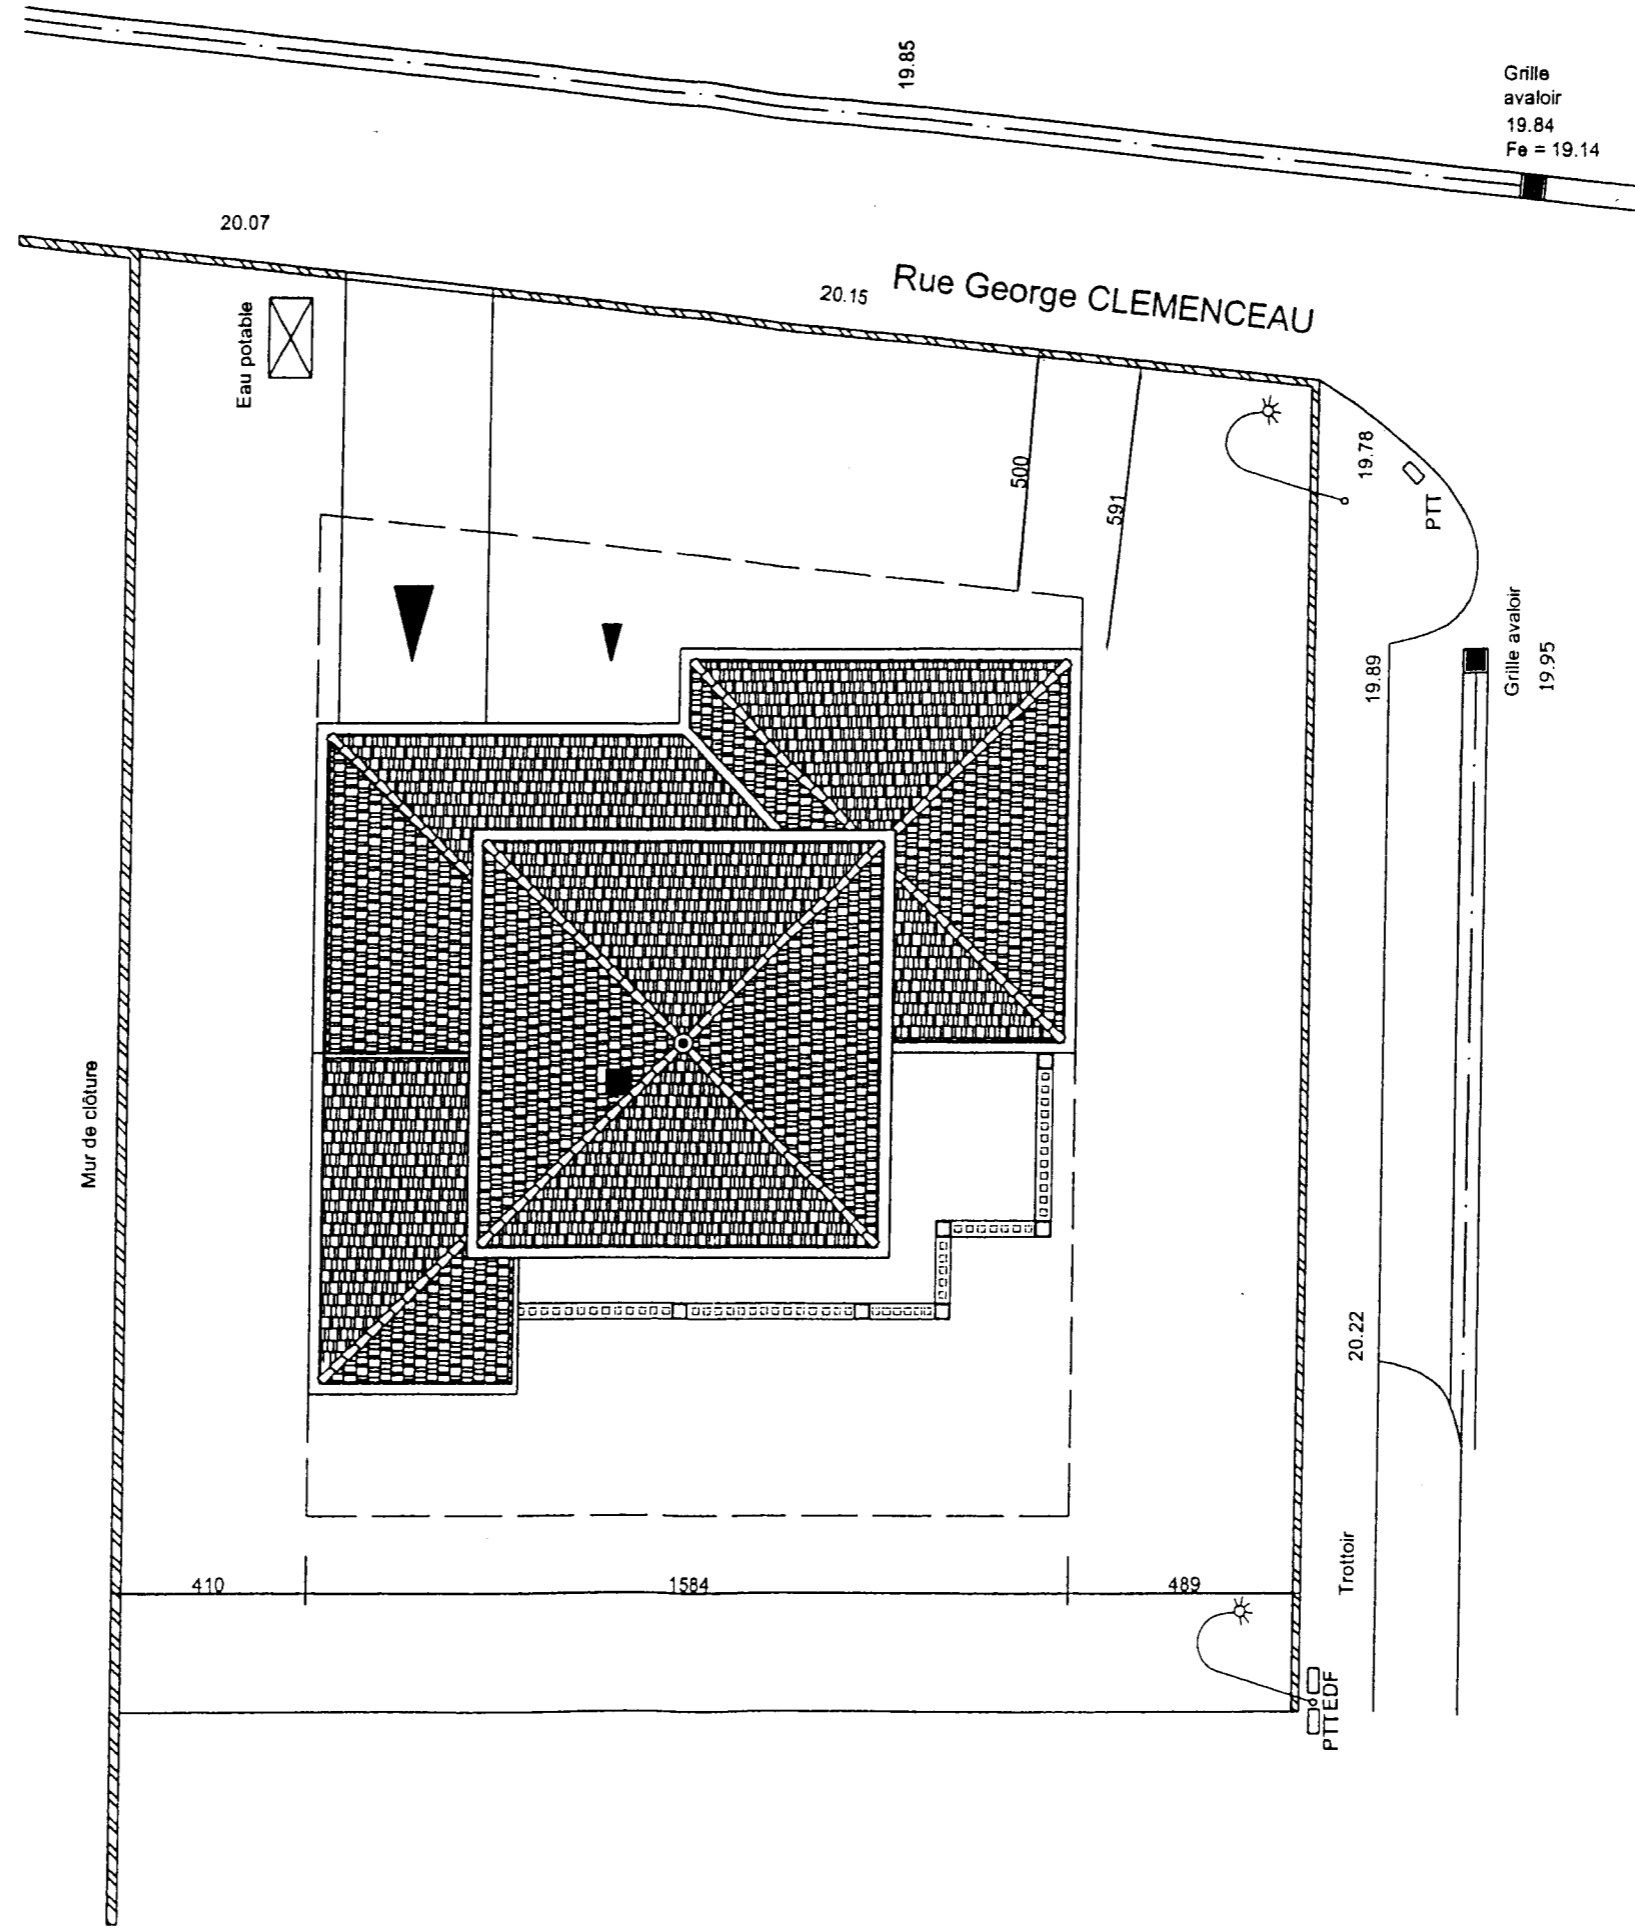 19.85
Grille
avaloir
19.84
Fe = 19.14
20.07
Rue George CLEMENCEAU
20.15
Eau potable
500
591
19.78
PTT
19.89
Grille avaloir
19.95
Mur de clôture
20.22
Trottoir
410
1584
489
EDF
PTT